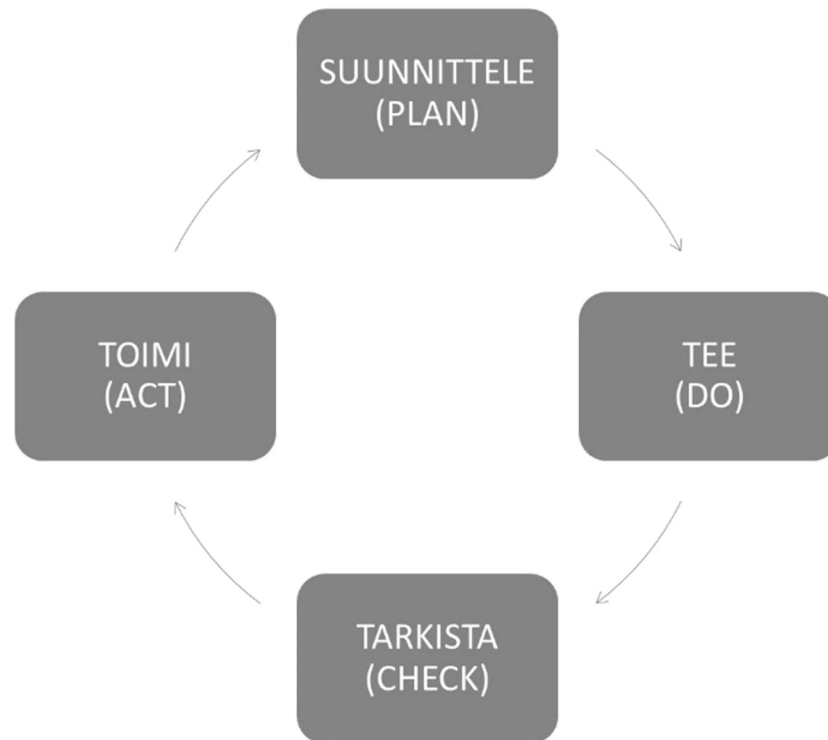 SUUNNITTELE
(PLAN)
TEE
(DO)
TARKISTA
(CHECK)
TOIMI
(ACT)